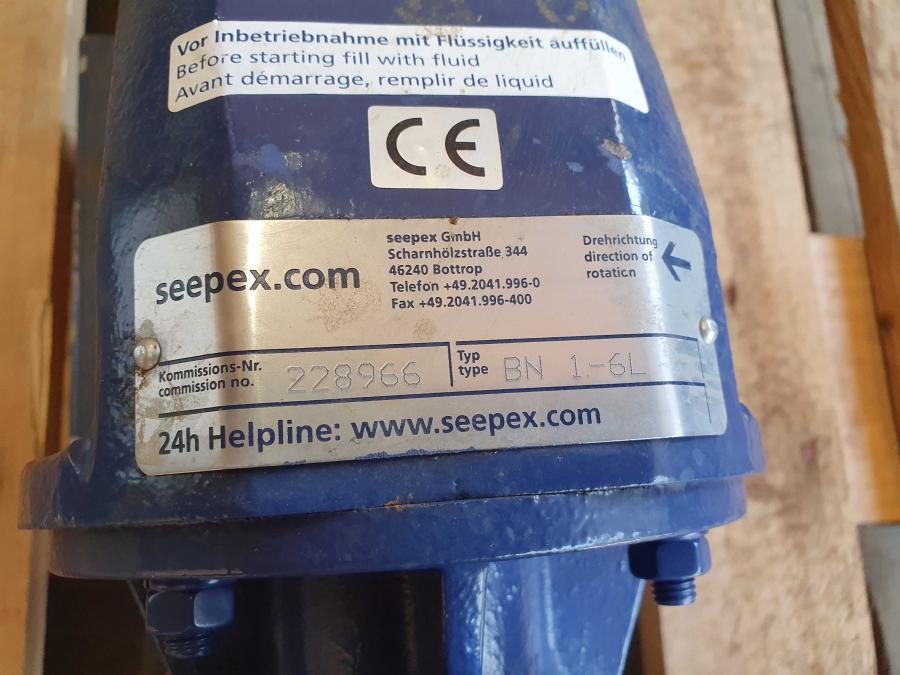 Vor Inbetriebnahme mit Flüssigkeit auffüllen
Before starting fill with fluid
Avant démarrage, remplir de liquid
CE
seepex.com
seepex GmbH
Scharnhölzstraße 344
46240 Bottrop
Telefon +49.2041.996-0
Fax +49.2041.996-400
Drehrichtung
direction of
rotation
Kommissions-Nr.
commission no.
228966
Typ
type
BN 1.-6L
24h Helpline: www.seepex.com